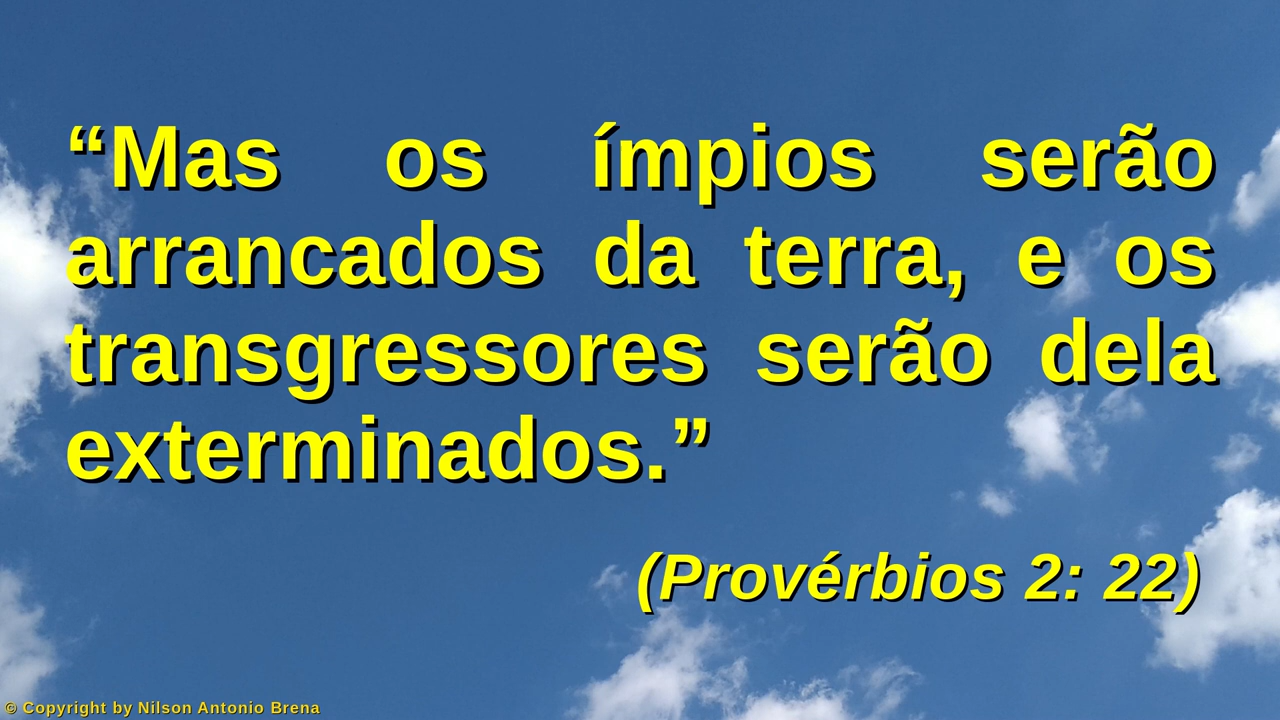 “Mas os ímpios serão
arrancados da terra, e os
transgressores serão dela
exterminados.”
(Provérbios 2: 22)
© Copyright by Nilson Antonio Brena